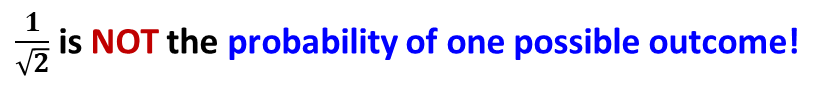 1/√2 is NOT the probability of one possible outcome!